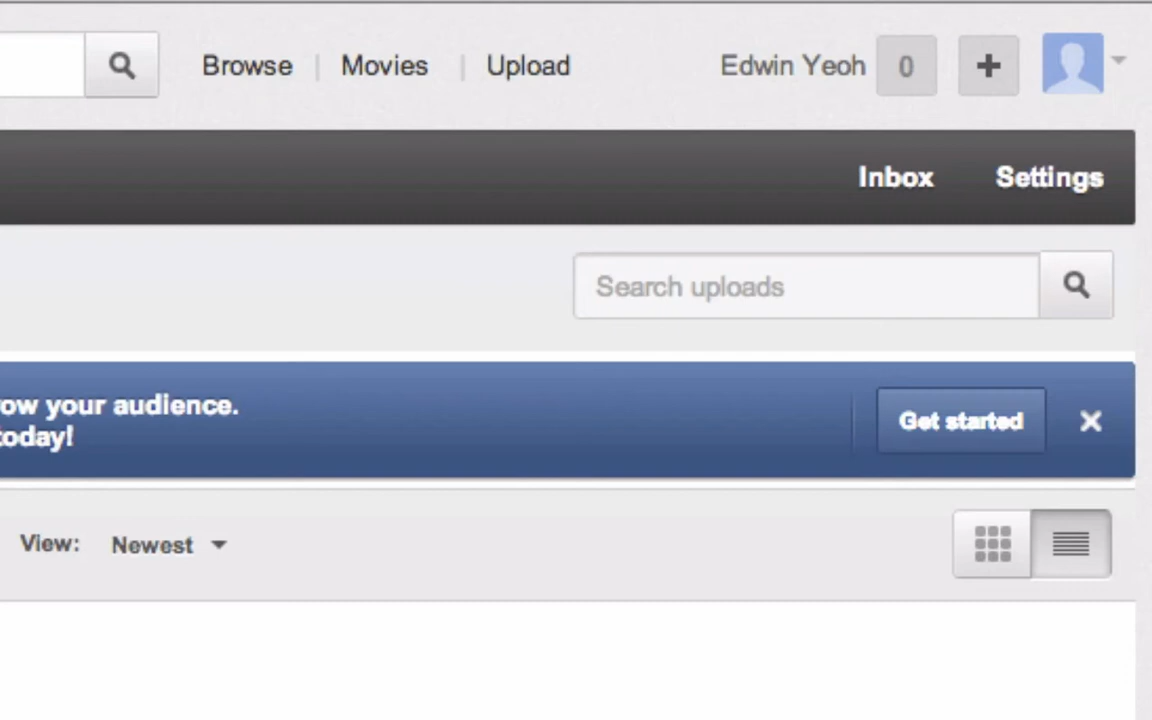 Browse | Movies | Upload Edwin Yeoh 0 +
Inbox Settings
Search uploads
ow your audience.
today!
Get started
View: Newest